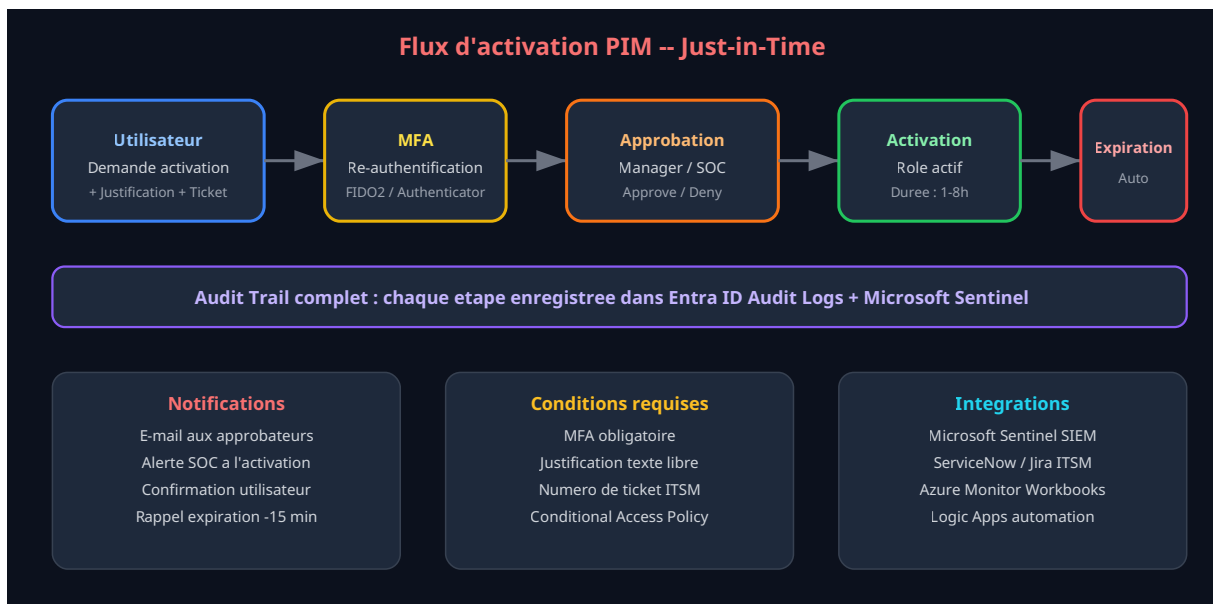 Flux d'activation PIM -- Just-in-Time
Utilisateur
Demande activation
+ Justification + Ticket
MFA
Re-authentification
FIDO2 / Authenticator
Approbation
Manager / SOC
Approve / Deny
Activation
Role actif
Duree : 1-8h
Expiration
Auto
Audit Trail complet : chaque etape enregistree dans Entra ID Audit Logs + Microsoft Sentinel
Notifications
E-mail aux approbateurs
Alerte SOC a l'activation
Confirmation utilisateur
Rappel expiration -15 min
Conditions requises
MFA obligatoire
Justification texte libre
Numero de ticket ITSM
Conditional Access Policy
Integrations
Microsoft Sentinel SIEM
ServiceNow / Jira ITSM
Azure Monitor Workbooks
Logic Apps automation